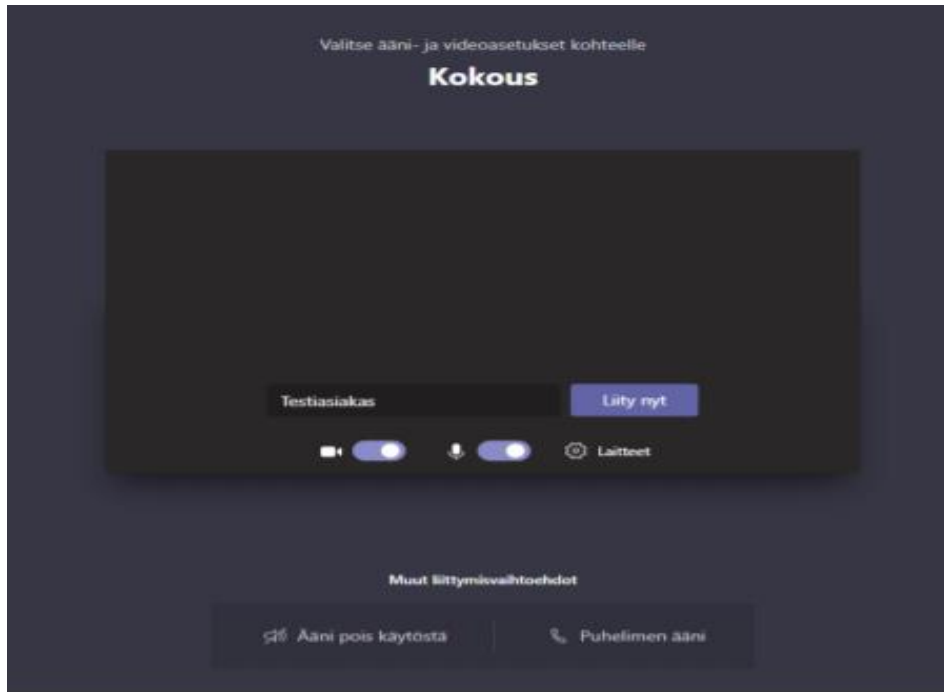 Valitse ääni- ja videoasetukset kohteelle
Kokous
Testiasiakas
Liity nyt
Laitteet
Muut liittymisvaihtoehdot
Ääni pois käytöstä
Puhelimen ääni